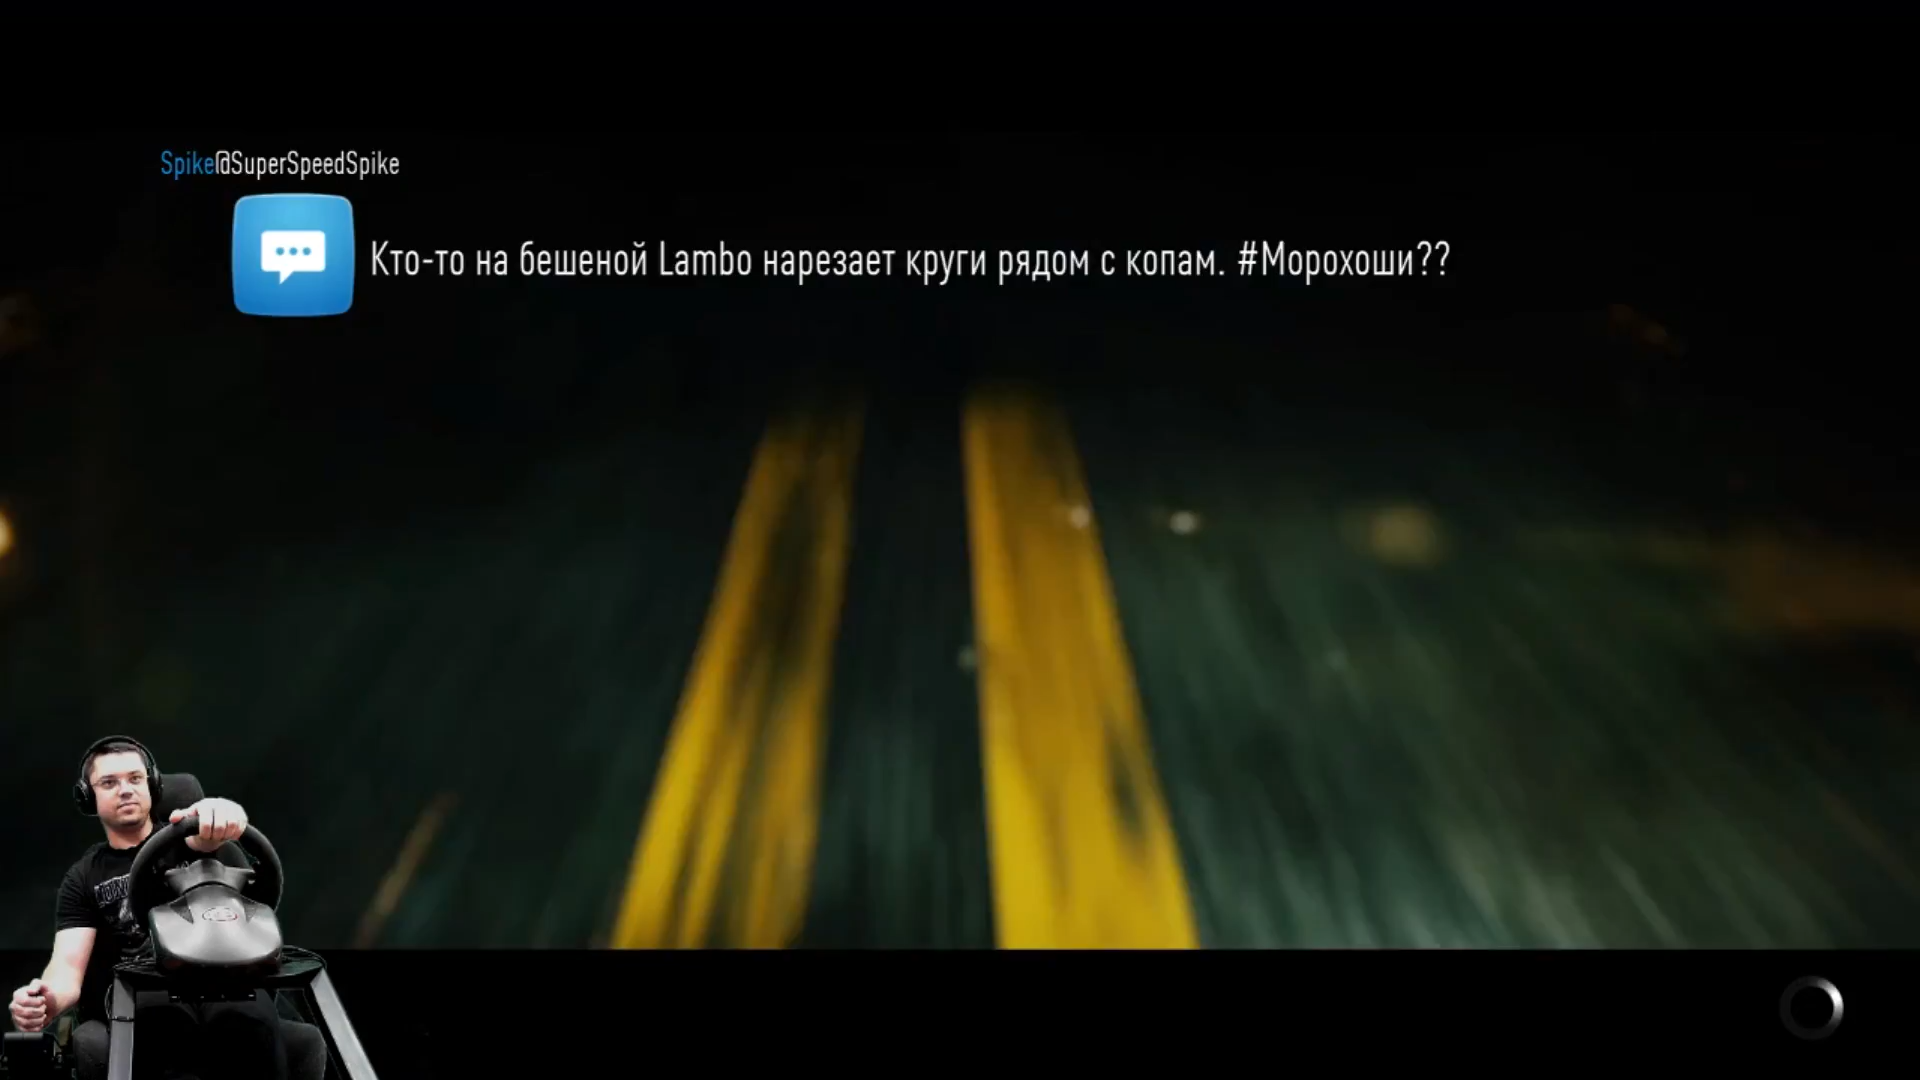 Spike@SuperSpeedSpike
Кто-то на бешеной Lambo нарезает круги рядом с копам. #Морохоши??